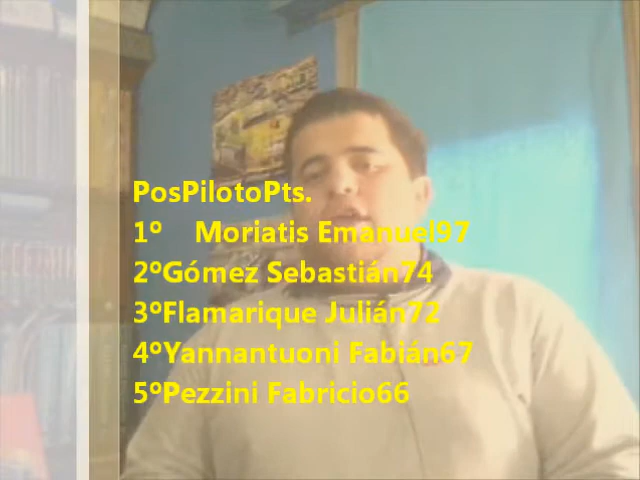 PosPilotoPts.
1º Moriatis Emanuel97
2ºGómez Sebastián74
3ºFlamarique Julián72
4ºYannantuoni Fabián67
5ºPezzini Fabricio66